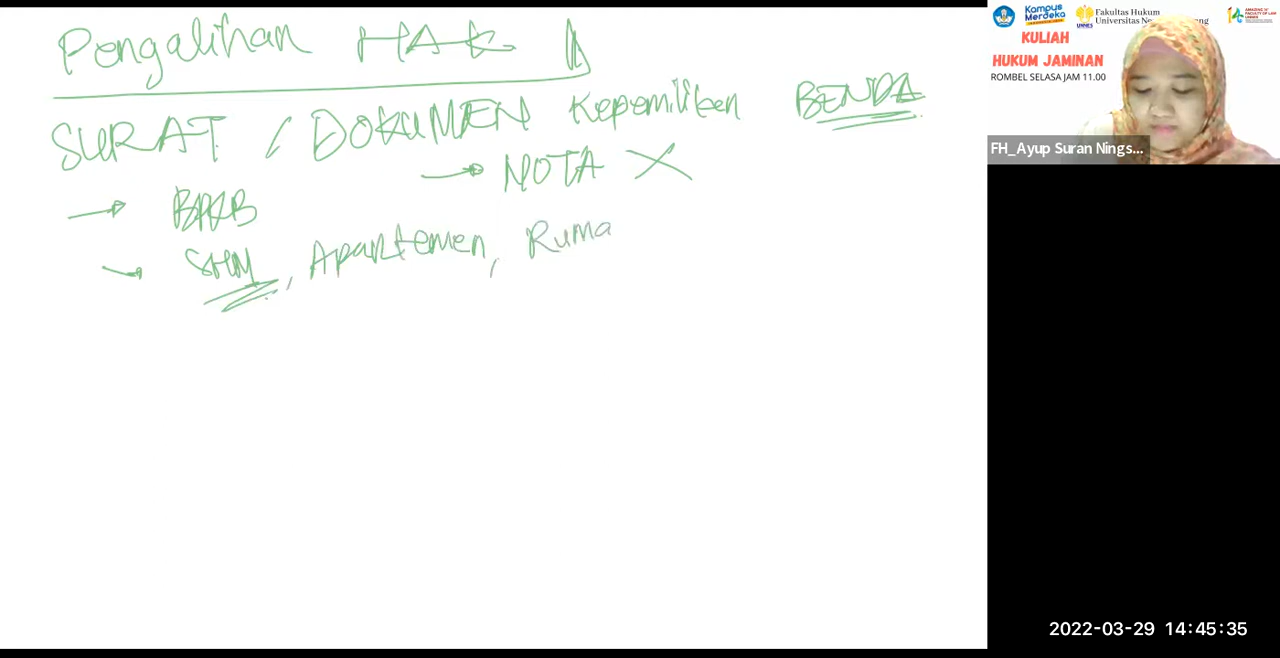 Pengalihan HAK
SURAT / DOKUMEN Kepemilikan BENDA
→ NOTA X
→ BPKB
→ SHM, Apartemen, Ruma
Kampus
Merdeka
UNNES
Fakultas Hukum
KULIAH
HUKUM JAMINAN
ROMBEL SELASA JAM 11.00
FH_Ayup Suran Nings...
2022-03-29 14:45:35